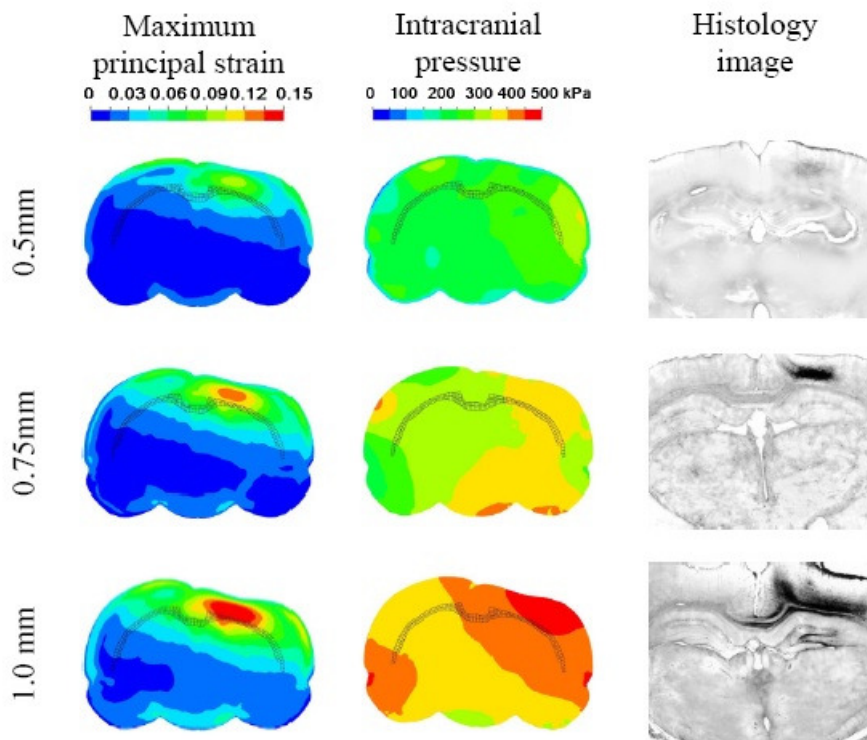 Maximum
principal strain
Intracranial
pressure
Histology
image
0 0.03 0.06 0.09 0.12 0.15
0 100 200 300 400 500 kPa
0.5mm
0.75mm
1.0 mm